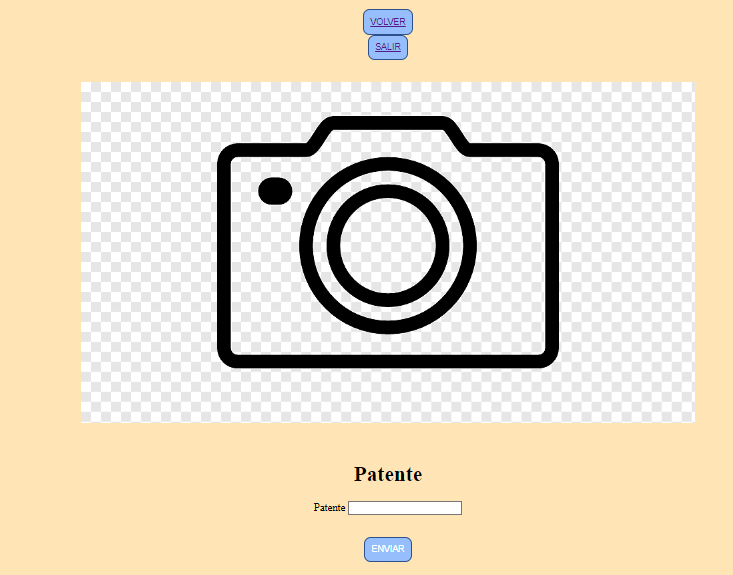 VOLVER
SALIR
Patente
Patente
ENVIAR